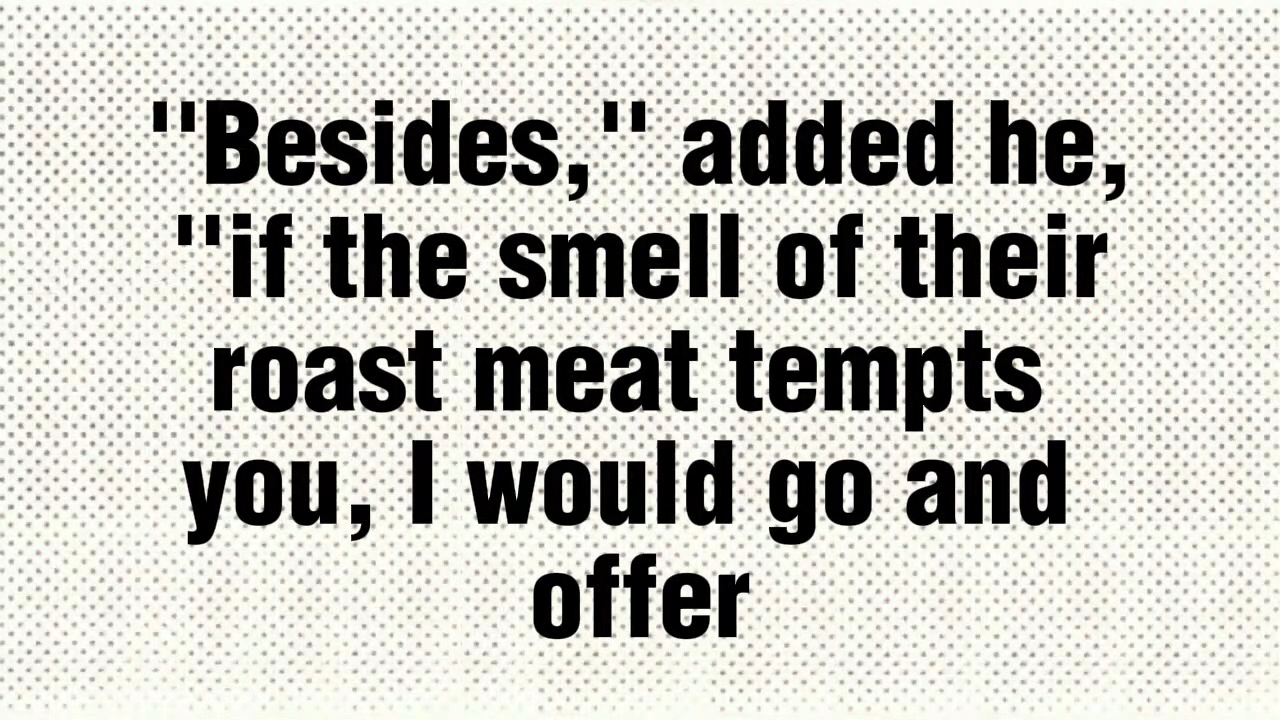 "Besides," added he,
"if the smell of their
roast meat tempts
you, I would go and
offer